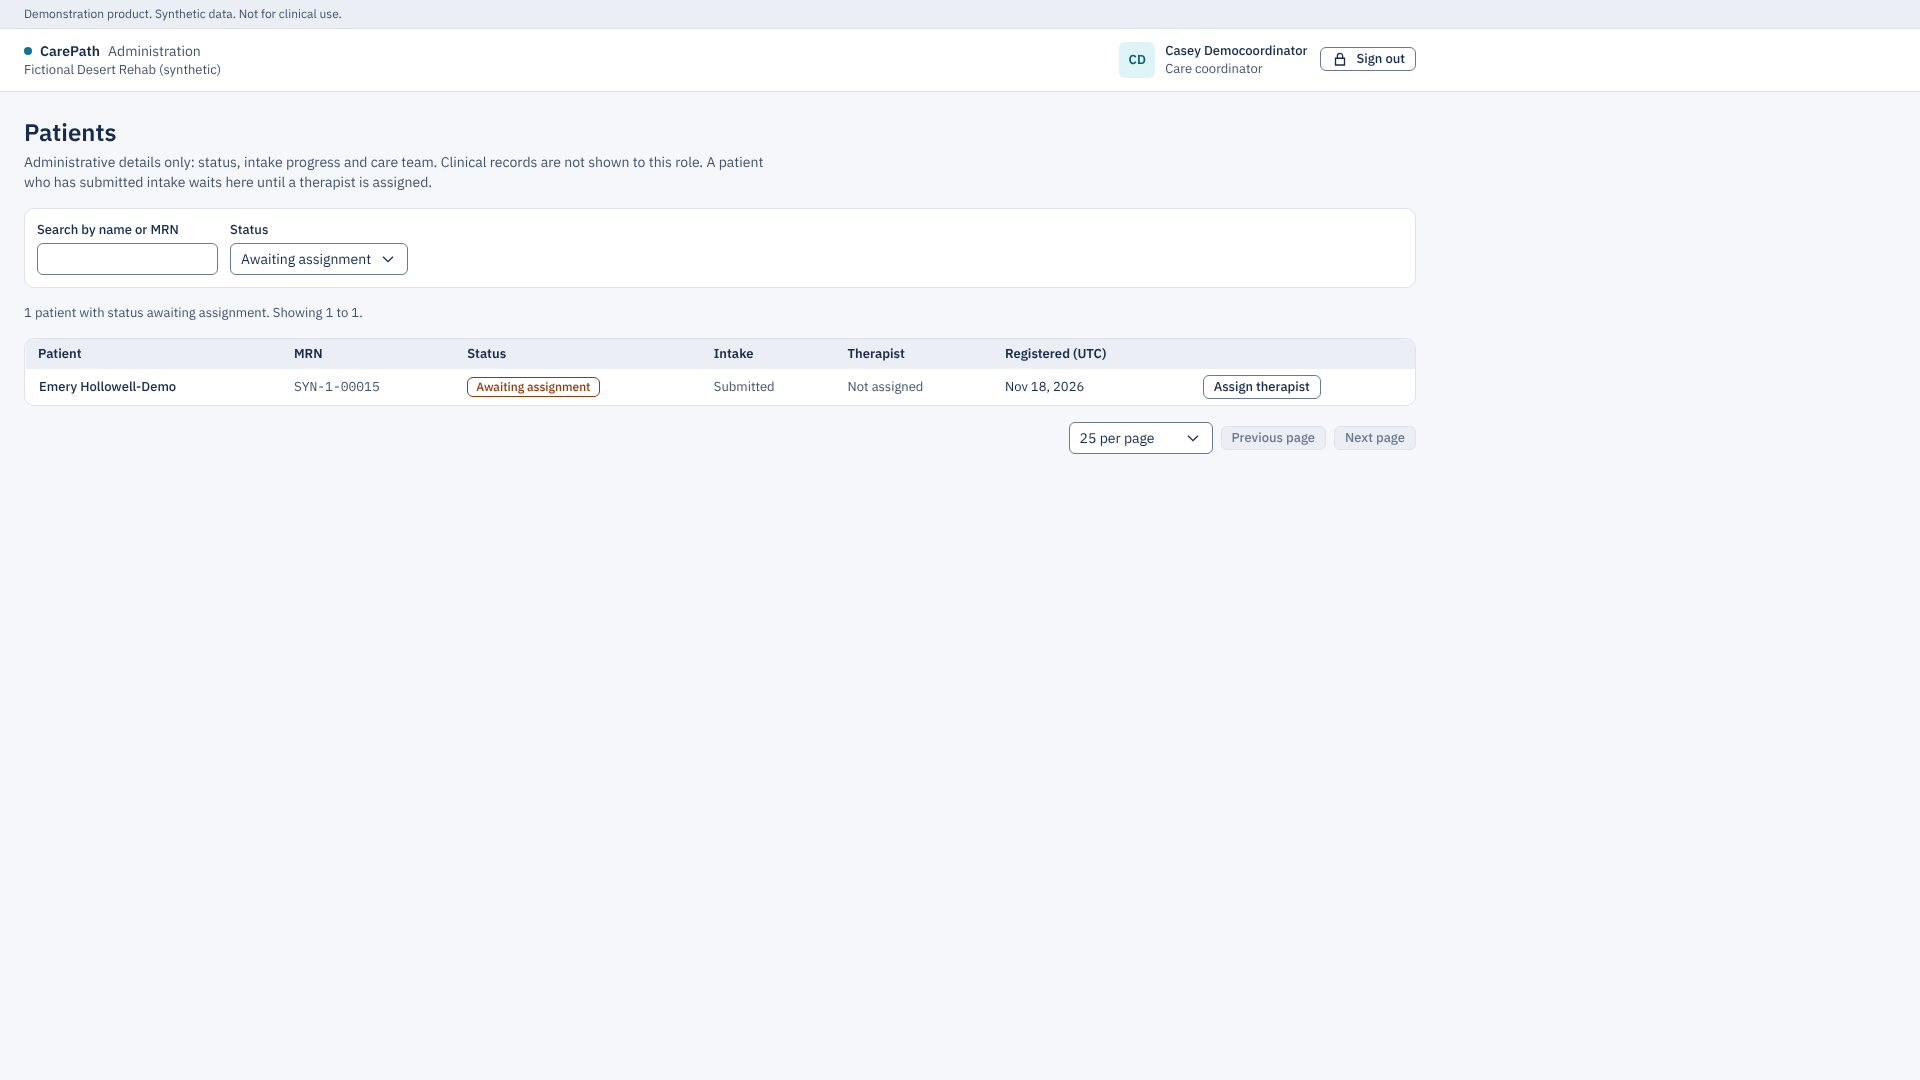 Demonstration product. Synthetic data. Not for clinical use.
CarePath Administration
Fictional Desert Rehab (synthetic)
CD
Casey Democoordinator
Care coordinator
Sign out
Patients
Administrative details only: status, intake progress and care team. Clinical records are not shown to this role. A patient
who has submitted intake waits here until a therapist is assigned.
Search by name or MRN
Status
Awaiting assignment
1 patient with status awaiting assignment. Showing 1 to 1.
Patient MRN Status Intake Therapist Registered (UTC)
Emery Hollowell-Demo SYN-1-00015 Awaiting assignment Submitted Not assigned Nov 18, 2026 Assign therapist
25 per page Previous page Next page